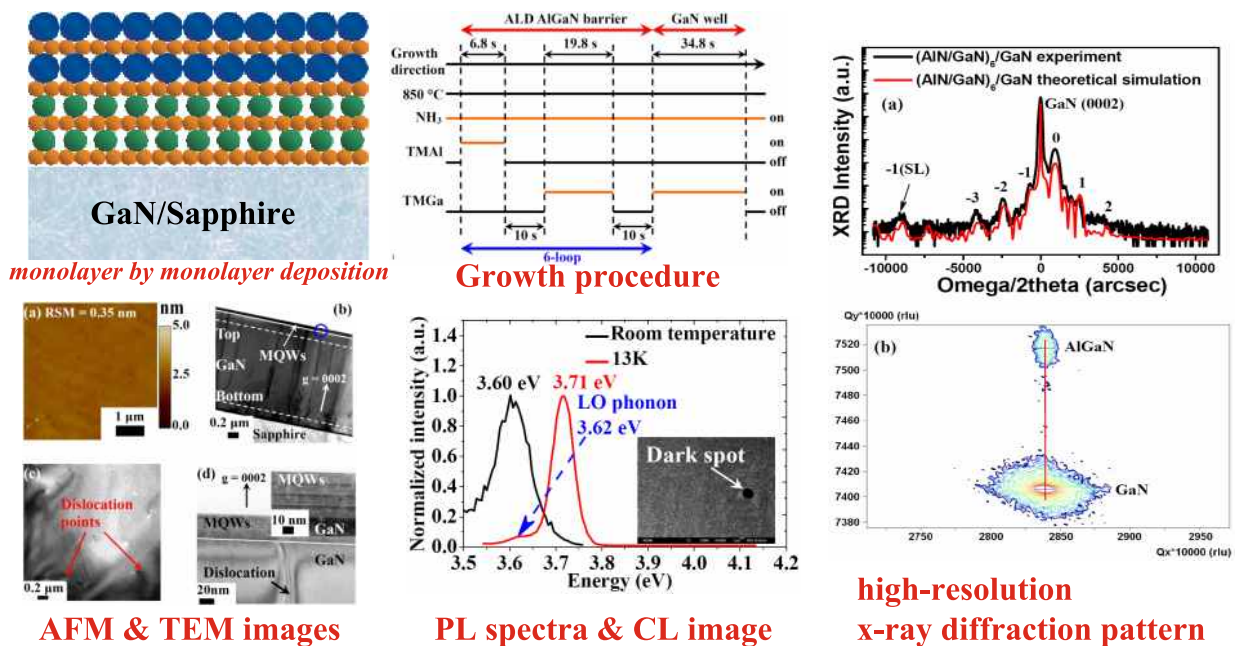 GaN/Sapphire
monolayer by monolayer deposition
ALD AlGaN barrier
GaN well
6.8 s
19.8 s
34.8 s
Growth
direction
850 °C
NH₃
on
TMAl
on
off
TMGa
on
off
10 s
10 s
6-loop
Growth procedure
XRD Intensity (a.u.)
(AlN/GaN)₆/GaN experiment
(AlN/GaN)₆/GaN theoretical simulation
(a)
GaN (0002)
-1(SL)
-3
-2
-1
0
1
2
-10000
-5000
0
5000
10000
Omega/2theta (arcsec)
(a) RSM = 0.35 nm
nm
5.0
2.5
0.0
1 μm
(b)
Top
MQWs
GaN
g = 0002
Bottom
0.2 μm
Sapphire
(c)
Dislocation
points
0.2 μm
(d)
g = 0002
MQWs
MQWs
10 nm
GaN
GaN
Dislocation
20nm
AFM & TEM images
Normalized intensity (a.u.)
1.4
1.2
1.0
0.8
0.6
0.4
0.2
0.0
Room temperature
13K
3.60 eV
3.71 eV
LO phonon
3.62 eV
Dark spot
3.5
3.6
3.7
3.8
3.9
4.0
4.1
4.2
Energy (eV)
PL spectra & CL image
Qy*10000 (rlu)
(b)
7520
7500
7480
7460
7440
7420
7400
7380
AlGaN
GaN
2750
2800
2850
2900
2950
Qx*10000 (rlu)
high-resolution
x-ray diffraction pattern